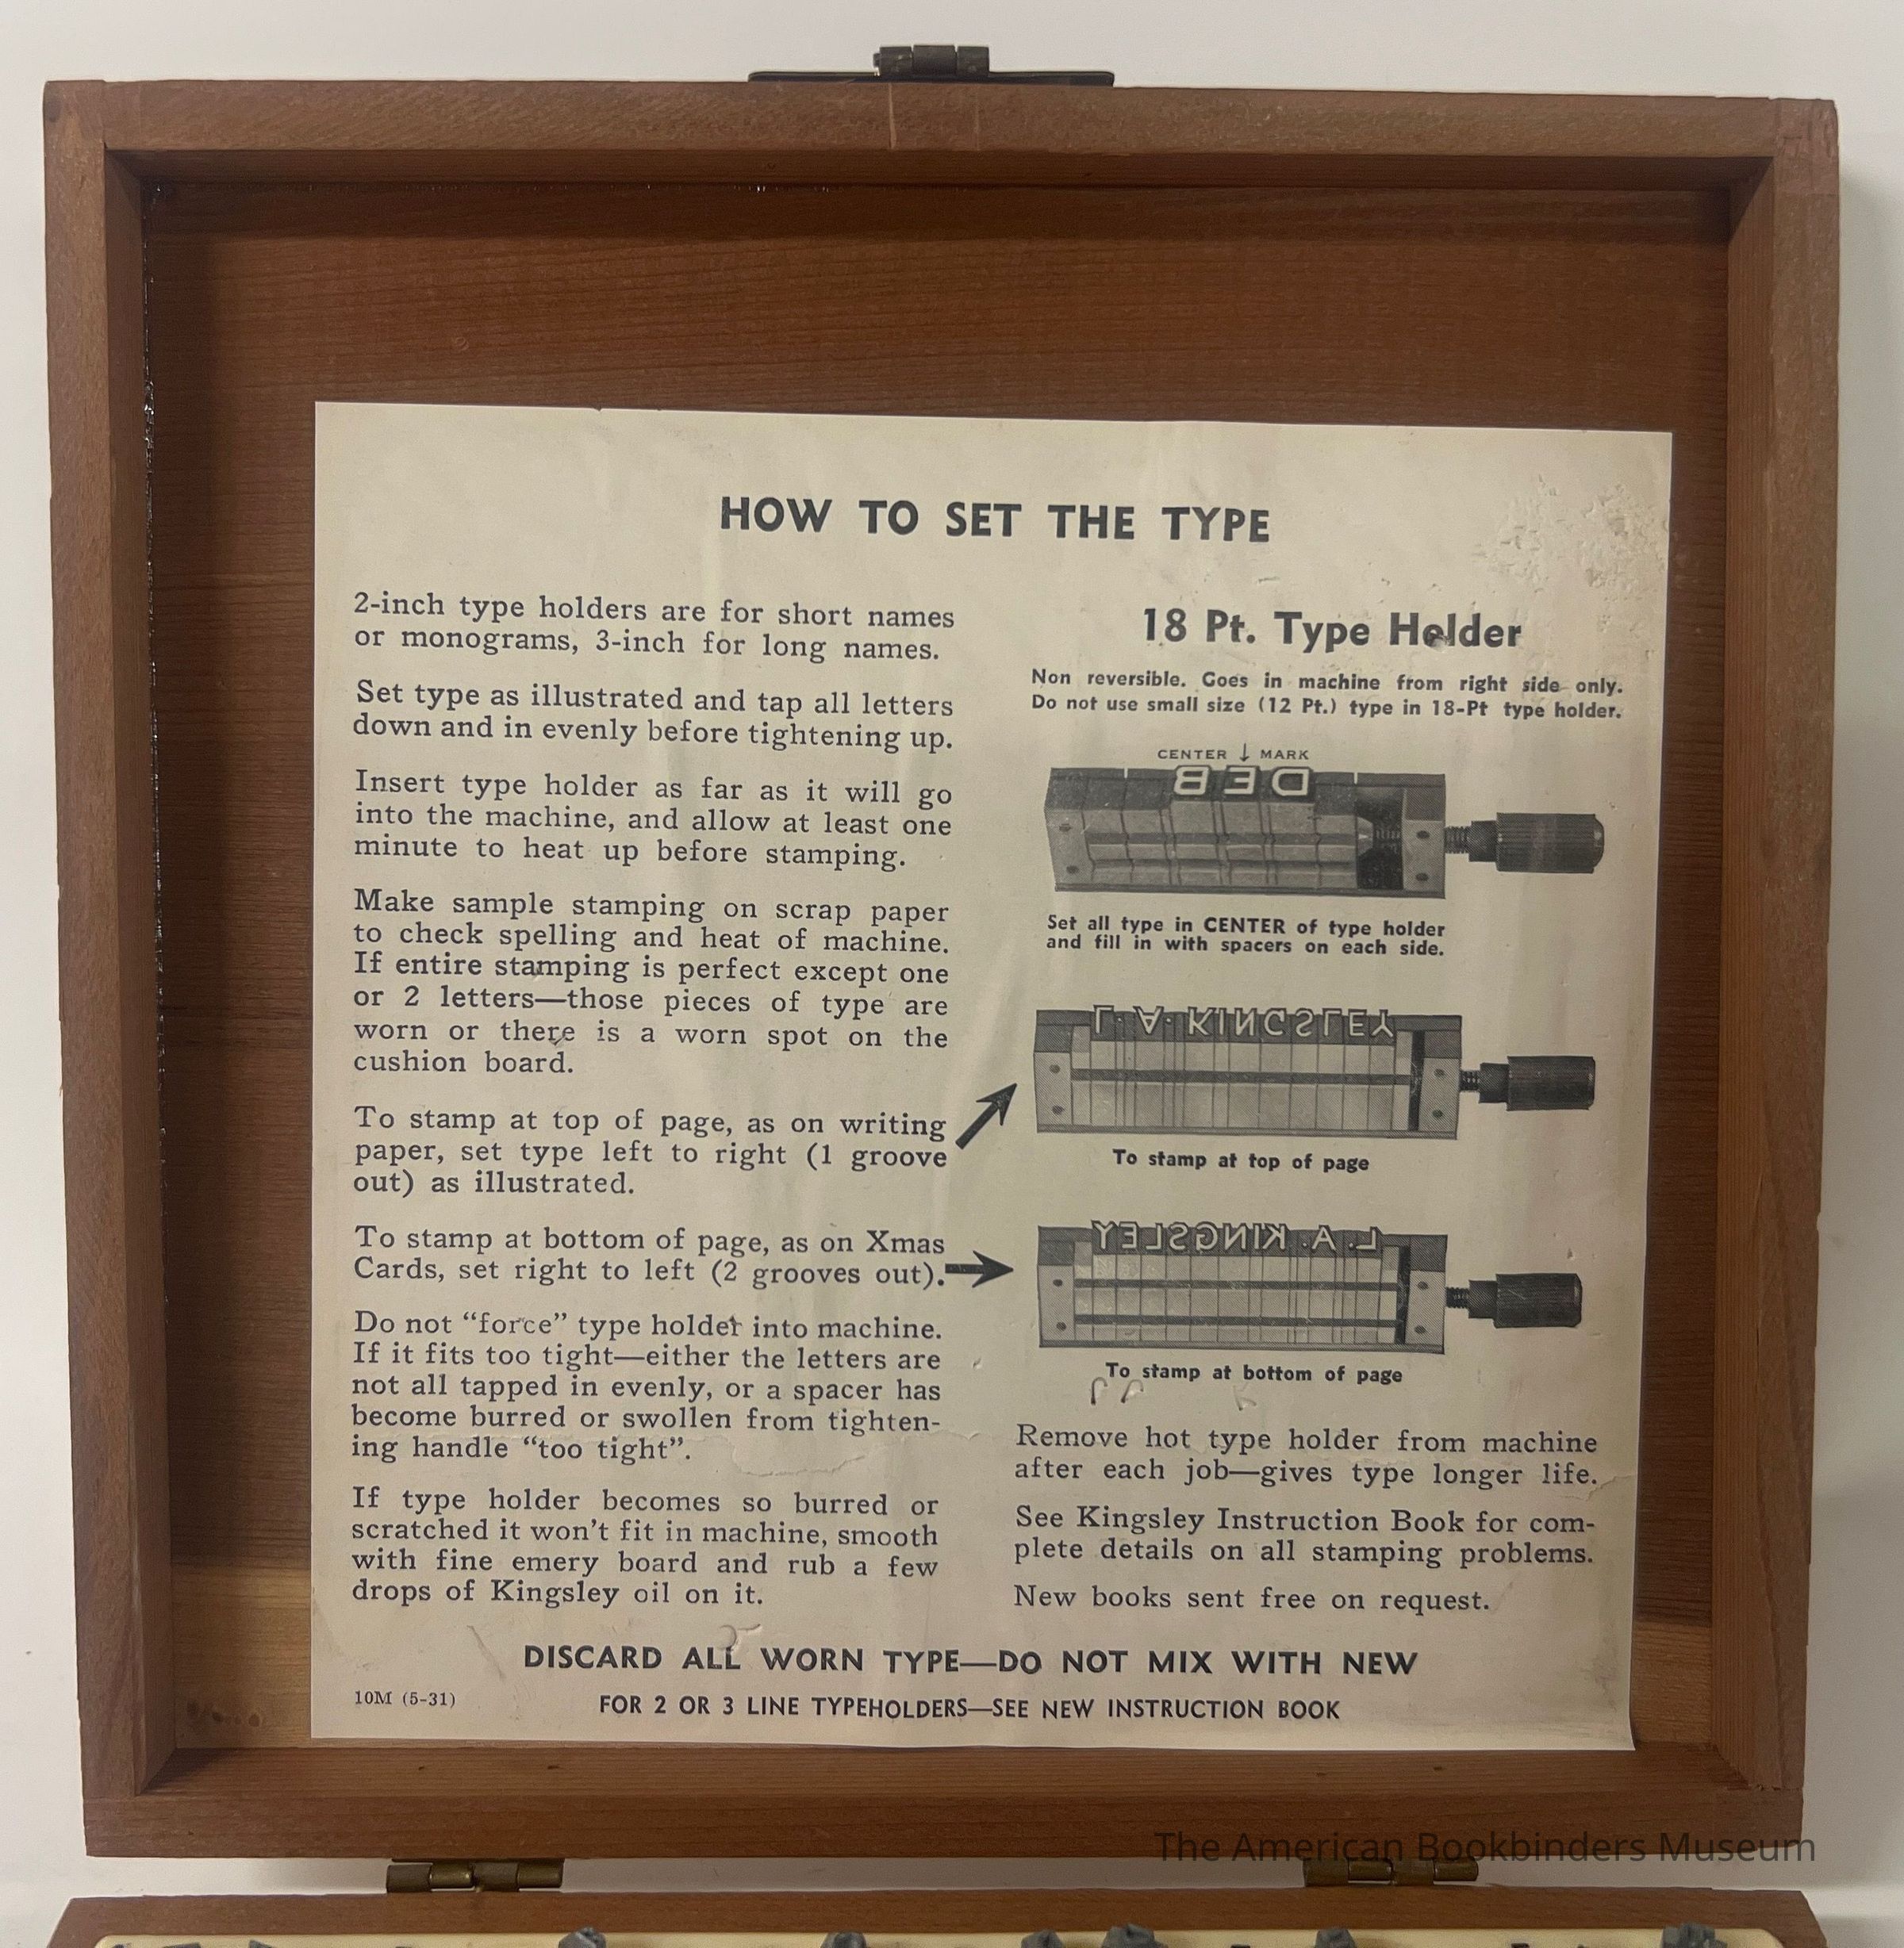 HOW TO SET THE TYPE
2-inch type holders are for short names
or monograms, 3-inch for long names.
Set type as illustrated and tap all letters
down and in evenly before tightening up.
Insert type holder as far as it will go
into the machine, and allow at least one
minute to heat up before stamping.
Make sample stamping on scrap paper
to check spelling and heat of machine.
If entire stamping is perfect except one
or 2 letters—those pieces of type are
worn or there is a worn spot on the
cushion board.
To stamp at top of page, as on writing
paper, set type left to right (1 groove
out) as illustrated.
To stamp at bottom of page, as on Xmas
Cards, set right to left (2 grooves out).
Do not “force” type holder into machine.
If it fits too tight—either the letters are
not all tapped in evenly, or a spacer has
become burred or swollen from tighten-
ing handle “too tight”.
If type holder becomes so burred or
scratched it won’t fit in machine, smooth
with fine emery board and rub a few
drops of Kingsley oil on it.
18 Pt. Type Holder
Non reversible. Goes in machine from right side only.
Do not use small size (12 Pt.) type in 18-Pt type holder.
CENTER ↓ MARK
DEB
Set all type in CENTER of type holder
and fill in with spacers on each side.
L. A. KINGSLEY
To stamp at top of page
L. A. KINGSLEY
To stamp at bottom of page
Remove hot type holder from machine
after each job—gives type longer life.
See Kingsley Instruction Book for com-
plete details on all stamping problems.
New books sent free on request.
DISCARD ALL WORN TYPE—DO NOT MIX WITH NEW
10M (5-31)
FOR 2 OR 3 LINE TYPEHOLDERS—SEE NEW INSTRUCTION BOOK
The American Bookbinders Museum